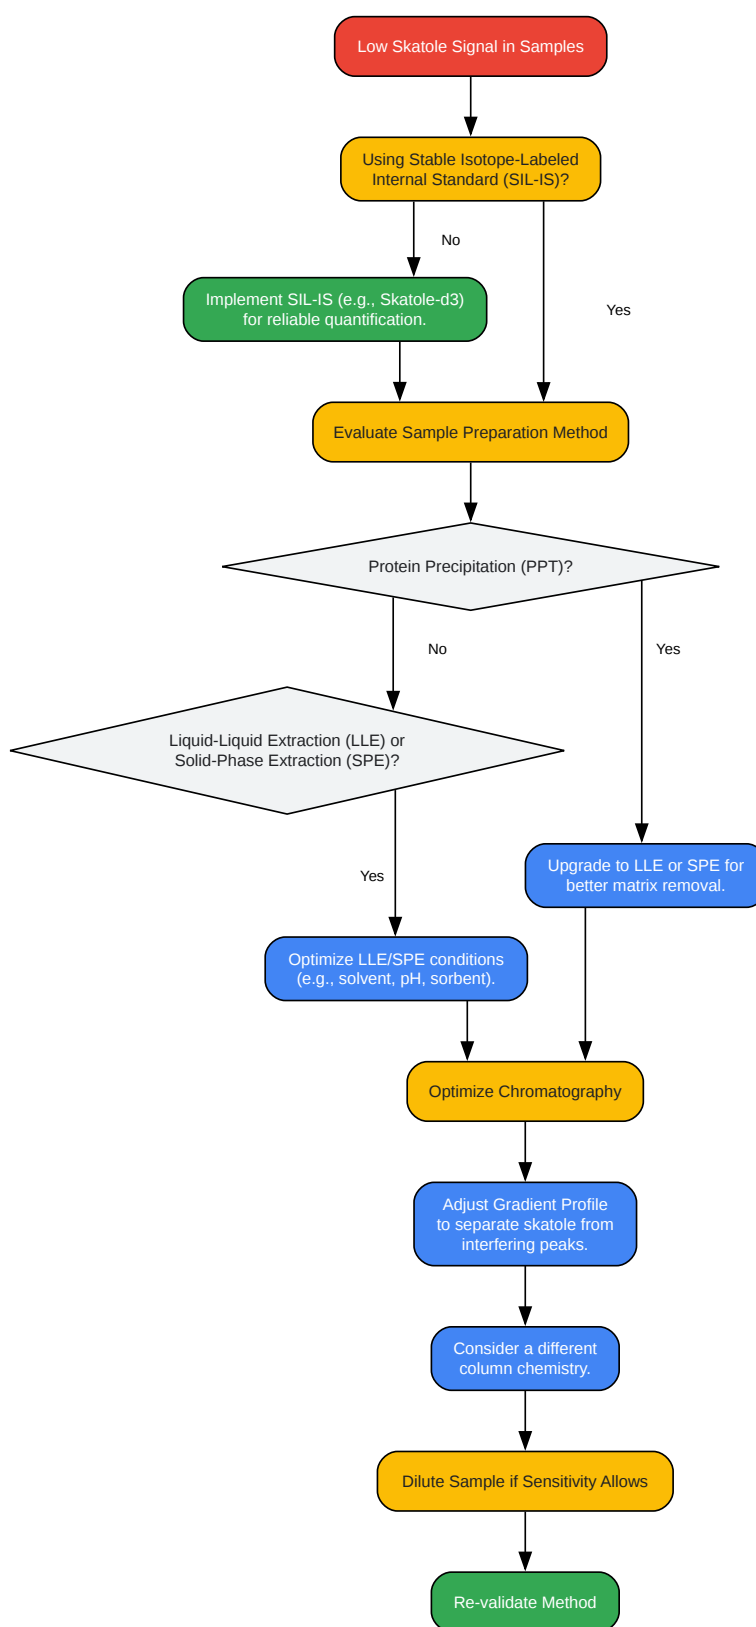 Low Skatole Signal in Samples
Using Stable Isotope-Labeled
Internal Standard (SIL-IS)?
No
Implement SIL-IS (e.g., Skatole-d3)
for reliable quantification.
Yes
Evaluate Sample Preparation Method
Protein Precipitation (PPT)?
No
Yes
Liquid-Liquid Extraction (LLE) or
Solid-Phase Extraction (SPE)?
Yes
Upgrade to LLE or SPE for
better matrix removal.
Optimize LLE/SPE conditions
(e.g., solvent, pH, sorbent).
Optimize Chromatography
Adjust Gradient Profile
to separate skatole from
interfering peaks.
Consider a different
column chemistry.
Dilute Sample if Sensitivity Allows
Re-validate Method